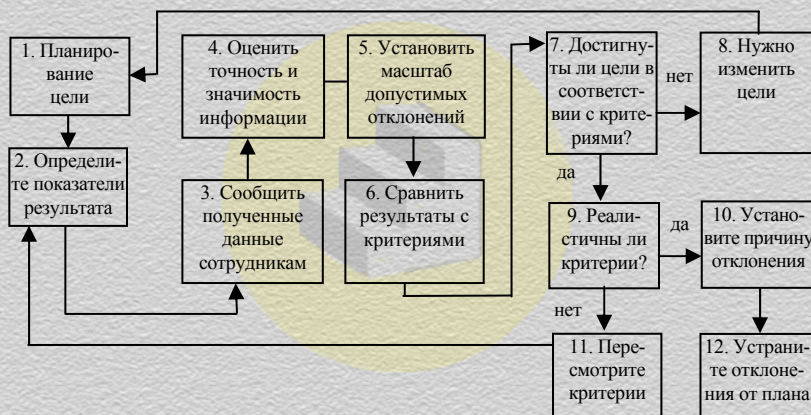 1. Планиро-
вание
цели
2. Определи-
те показатели
результата
4. Оценить
точность и
значимость
информации
3. Сообщить
полученные
данные
сотрудникам
5. Установить
масштаб
допустимых
отклонений
6. Сравнить
результаты с
критериями
7. Достигну-
ты ли цели в
соответст-
вии с крите-
риями?
нет
8. Нужно
изменить
цели
да
9. Реали-
стичны ли
критерии?
да
10. Устано-
вите причину
отклонения
нет
11. Пере-
смотрите
критерии
12. Устрани-
те отклоне-
ния от плана